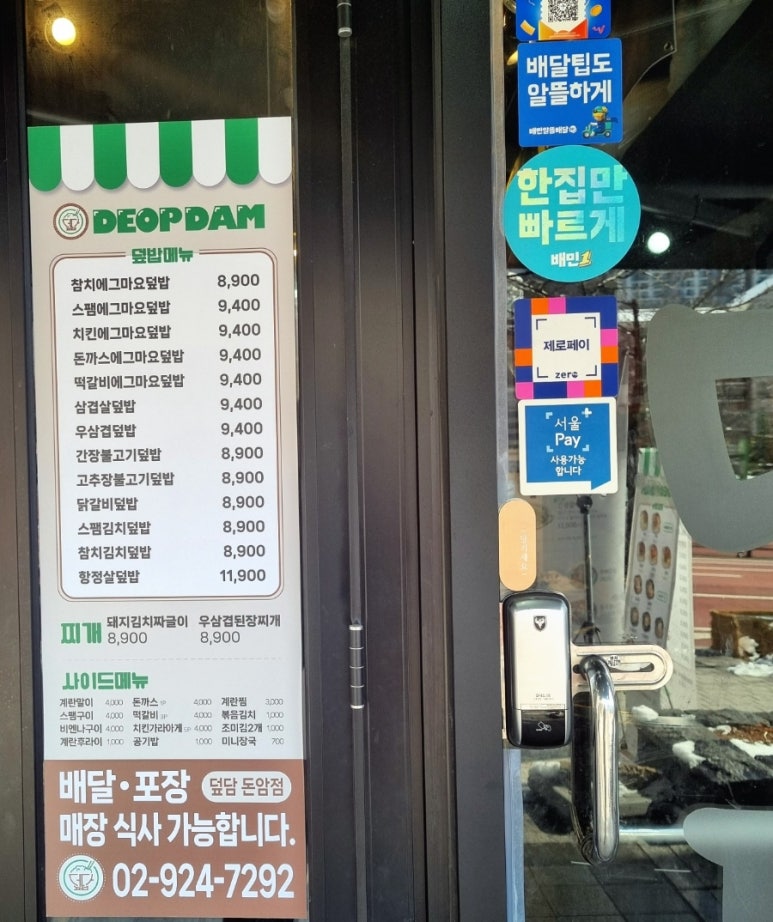 DEOPDAM
덮밥메뉴
참치에그마요덮밥 8,900
스팸에그마요덮밥 9,400
치킨에그마요덮밥 9,400
돈까스에그마요덮밥 9,400
떡갈비에그마요덮밥 9,400
삼겹살덮밥 9,400
우삼겹덮밥 9,400
간장불고기덮밥 8,900
고추장불고기덮밥 8,900
닭갈비덮밥 8,900
스팸김치덮밥 8,900
참치김치덮밥 8,900
항정살덮밥 11,900
찌개 돼지김치짜글이 우삼겹된장찌개
8,900 8,900
사이드메뉴
계란말이 4,000 돈까스 1P 4,000 계란찜 3,000
스팸구이 4,000 떡갈비 4,000 볶음김치 1,000
비엔나구이 4,000 치킨가라아게 5P 4,000 조미김2개 1,000
계란후라이 1,000 공기밥 1,000 미니장국 700
배달·포장 덮담 돈암점
매장 식사 가능합니다.
02-924-7292
배달팁도
알뜰하게
배민알뜰배달
한집만
빠르게
배민1
제로페이
zero
서울
Pay
사용가능
합니다